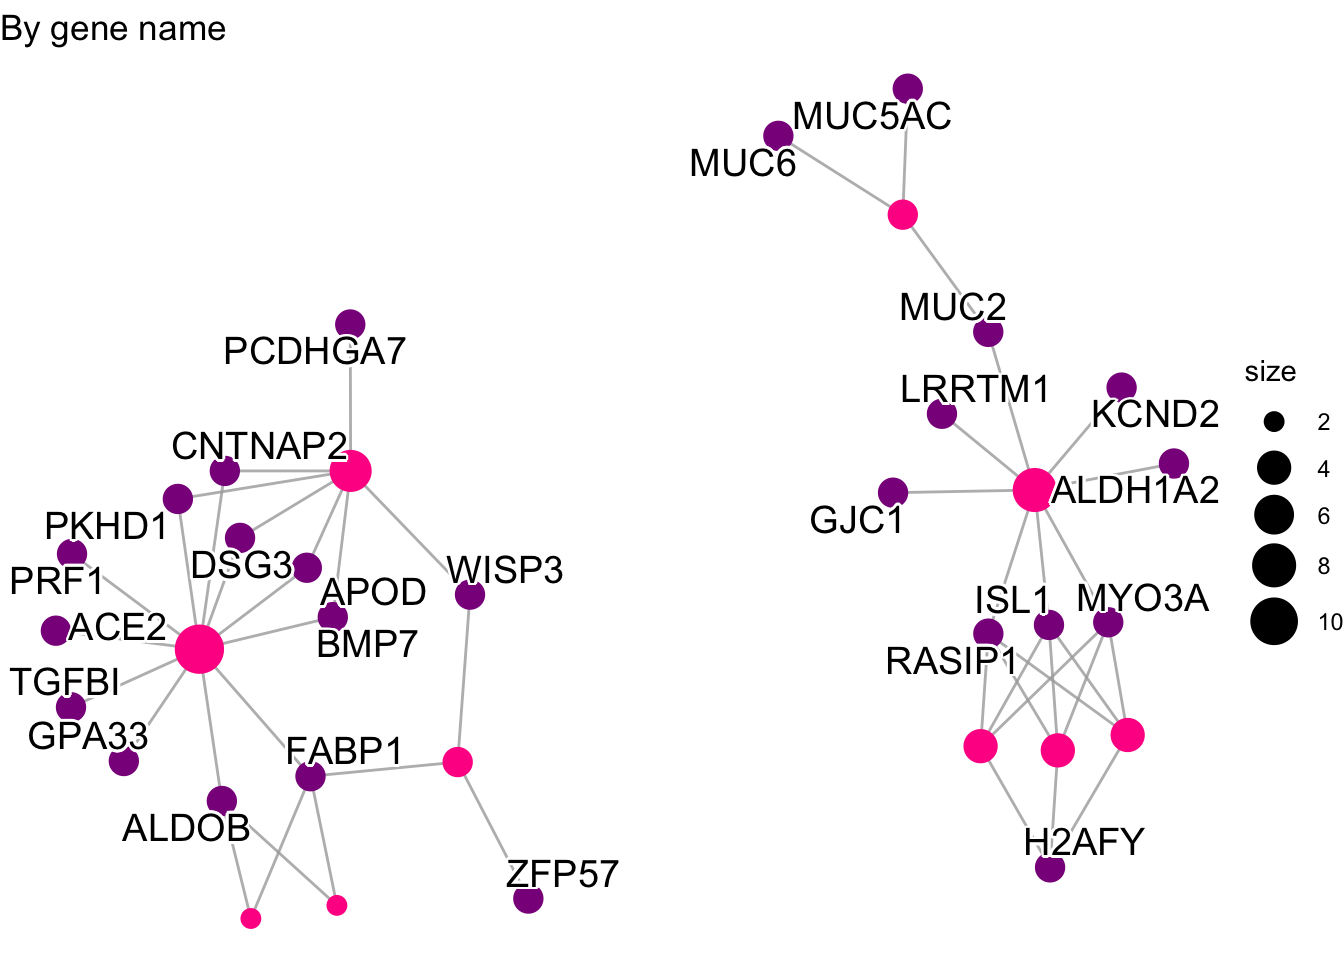 By gene name
MUC5AC
MUC6
MUC2
PCDHGA7
size
LRRTM1
KCND2
2
CNTNAP2
4
ALDH1A2
PKHD1
GJC1
6
DSG3
WISP3
8
PRF1
APOD
ISL1
MYO3A
ACE2
10
BMP7
RASIP1
TGFBI
GPA33
FABP1
ALDOB
H2AFY
ZFP57